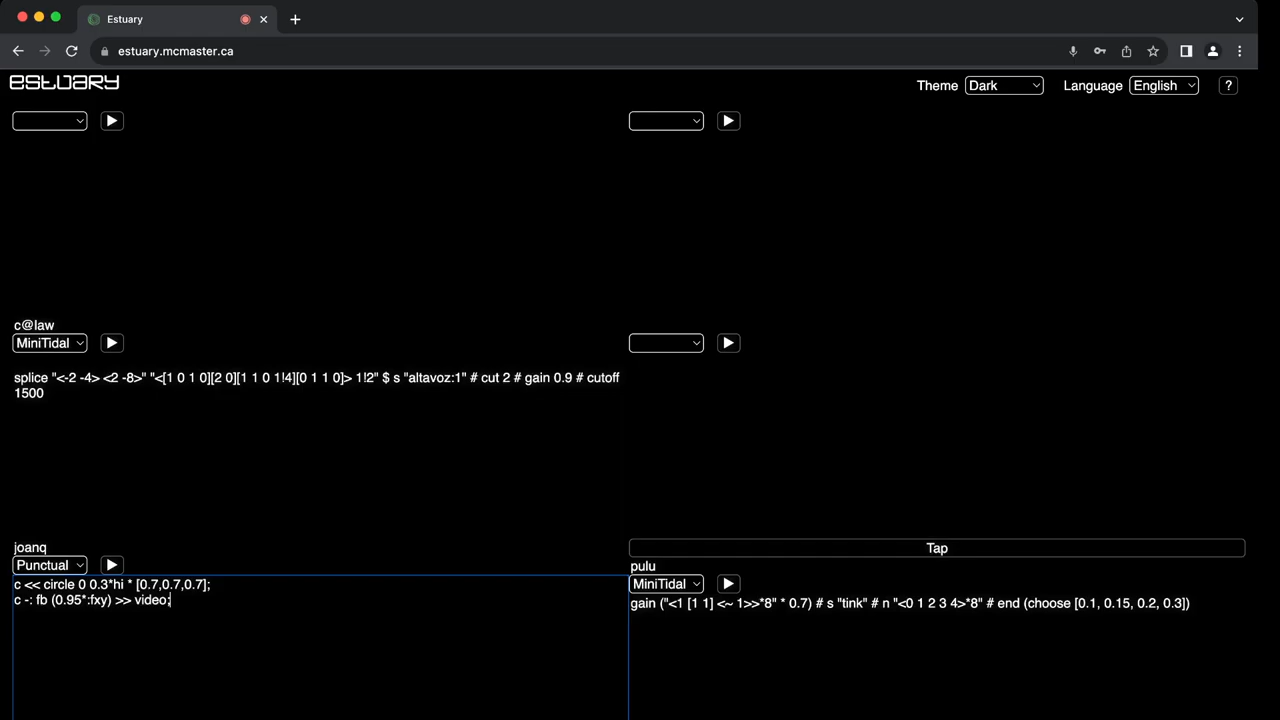 Estuary
estuary.mcmaster.ca
ESTUARY
Theme Dark Language English ?
c@law
MiniTidal
splice "<-2 -4> <2 -8>" "<[1 0 1 0][2 0][1 1 0 1!4][0 1 1 0]> 1!2" $ s "altavoz:1" # cut 2 # gain 0.9 # cutoff
1500
joanq
Punctual
c << circle 0 0.3*hi * [0.7,0.7,0.7];
c -: fb (0.95*:fxy) >> video;
Tap
pulu
MiniTidal
gain ("<1 [1 1] <~ 1>>*8" * 0.7) # s "tink" # n "<0 1 2 3 4>*8" # end (choose [0.1, 0.15, 0.2, 0.3])